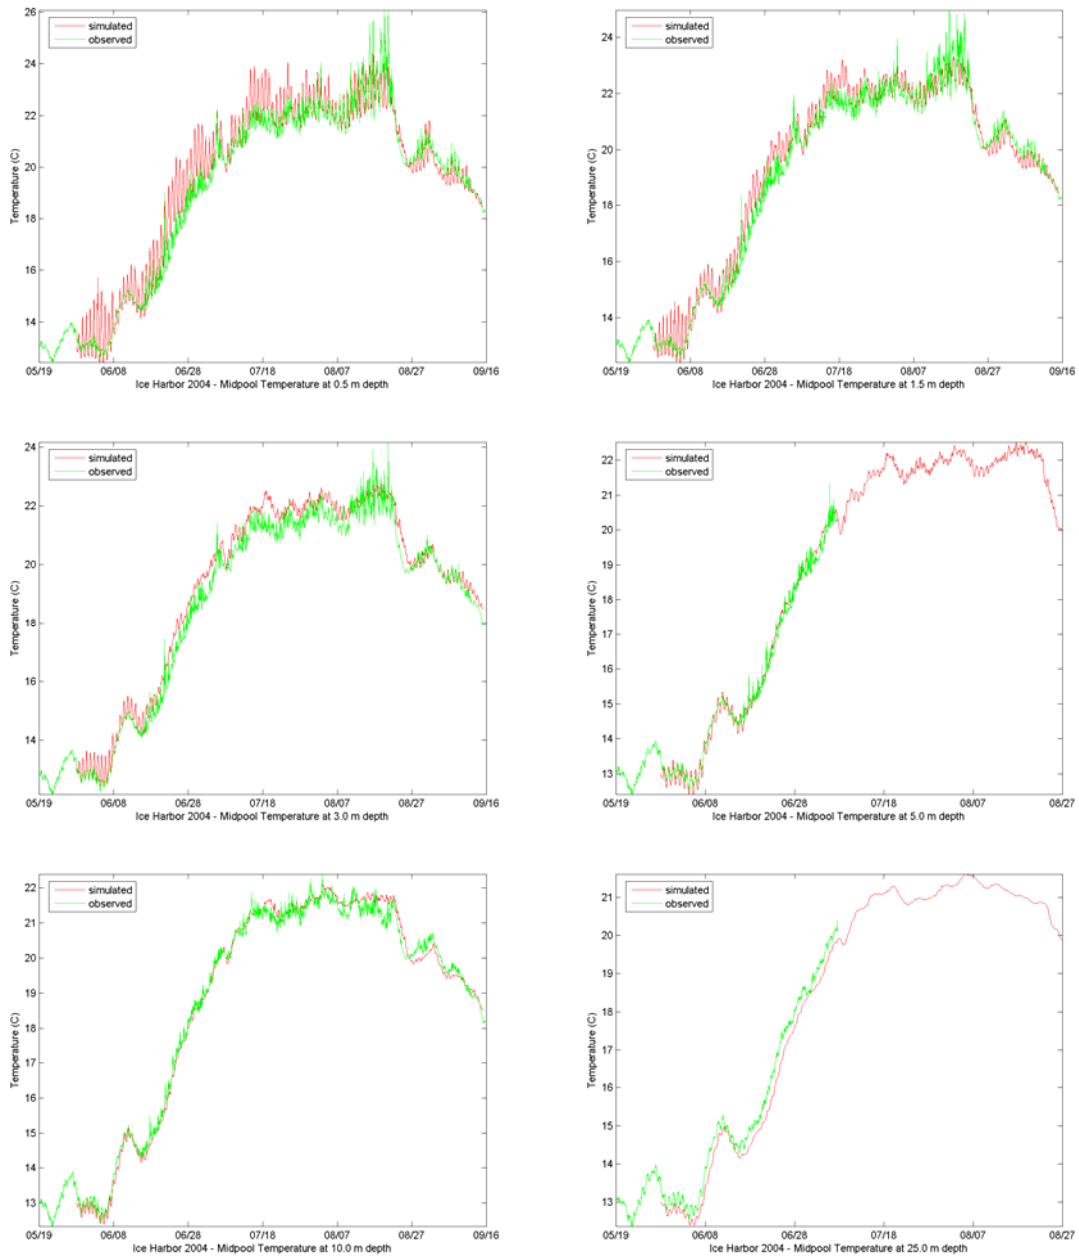 26
24
22
20
18
16
14
simulated
observed
Temperature (C)
05/19 06/08 06/28 07/18 08/07 08/27 09/16
Ice Harbor 2004 - Midpool Temperature at 0.5 m depth
24
22
20
18
16
14
simulated
observed
Temperature (C)
05/19 06/08 06/28 07/18 08/07 08/27 09/16
Ice Harbor 2004 - Midpool Temperature at 1.5 m depth
24
22
20
18
16
14
simulated
observed
Temperature (C)
05/19 06/08 06/28 07/18 08/07 08/27 09/16
Ice Harbor 2004 - Midpool Temperature at 3.0 m depth
22
21
20
19
18
17
16
15
14
13
simulated
observed
Temperature (C)
05/19 06/08 06/28 07/18 08/07 08/27
Ice Harbor 2004 - Midpool Temperature at 5.0 m depth
22
21
20
19
18
17
16
15
14
13
simulated
observed
Temperature (C)
05/19 06/08 06/28 07/18 08/07 08/27 09/16
Ice Harbor 2004 - Midpool Temperature at 10.0 m depth
21
20
19
18
17
16
15
14
13
simulated
observed
Temperature (C)
05/19 06/08 06/28 07/18 08/07 08/27
Ice Harbor 2004 - Midpool Temperature at 25.0 m depth